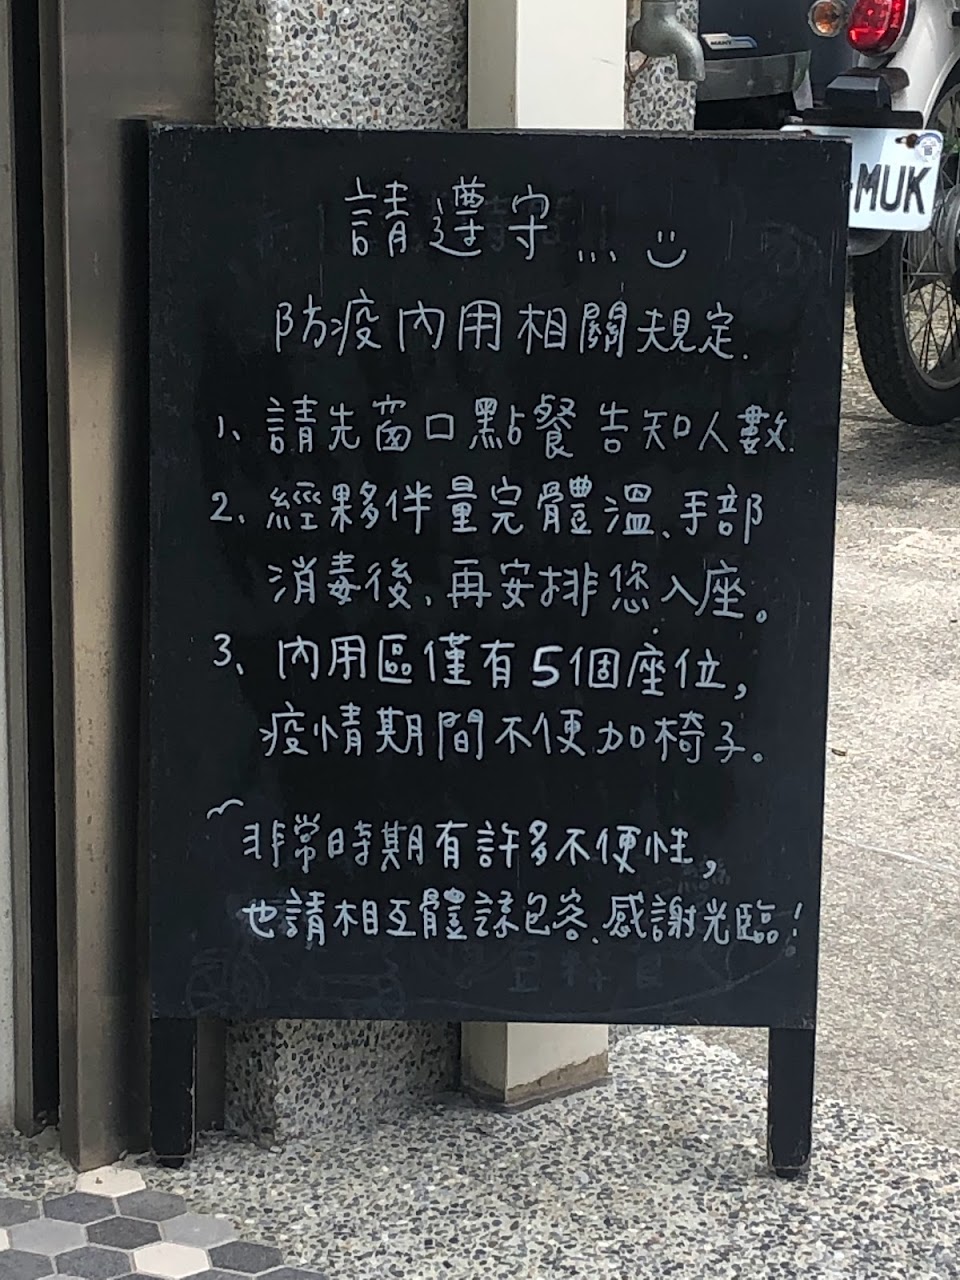 請遵守...
防疫內用相關規定.
1、請先窗口點餐告知人數.
2、經夥伴量完體溫、手部
消毒後、再安排您入座。
3、內用區僅有5個座位，
疫情期間不便加椅子。
非常時期有許多不便性，
也請相互體諒包容、感謝光臨!
MUK